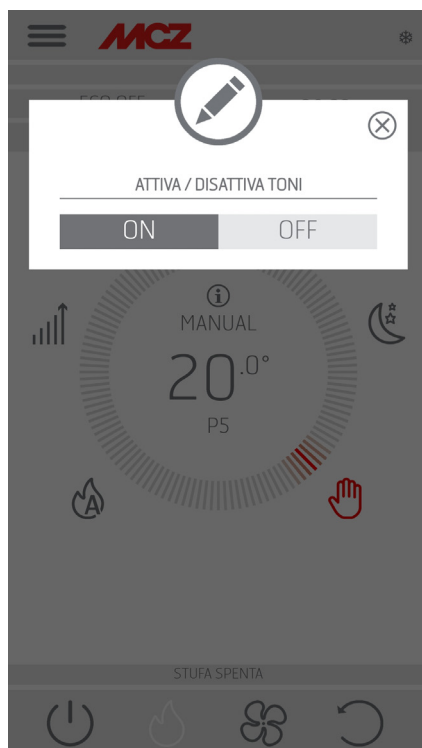 MCZ
ATTIVA / DISATTIVA TONI
ON OFF
MANUAL
20.0°
P5
A
STUFA SPENTA